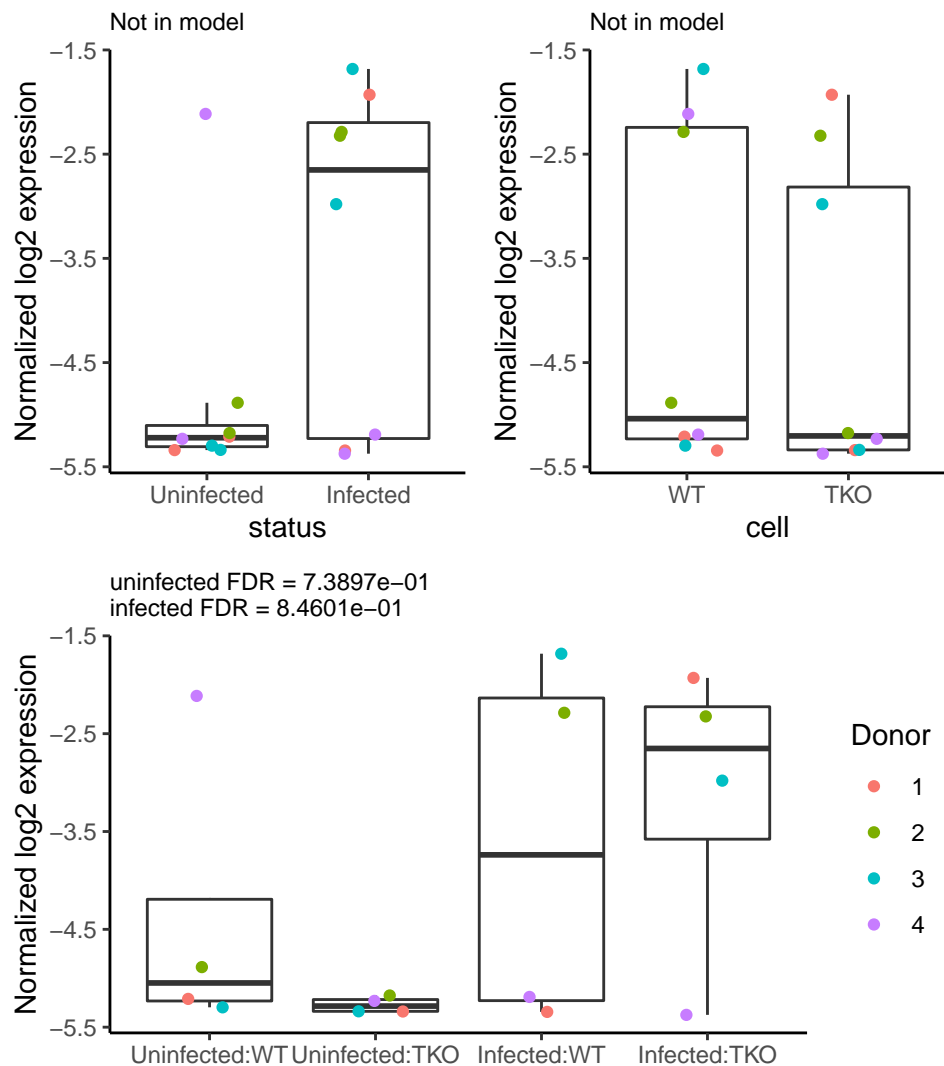 Not in model
Normalized log2 expression
−1.5
−2.5
−3.5
−4.5
−5.5
Uninfected Infected
status
Not in model
Normalized log2 expression
−1.5
−2.5
−3.5
−4.5
−5.5
WT TKO
cell
uninfected FDR = 7.3897e−01
infected FDR = 8.4601e−01
Normalized log2 expression
−1.5
−2.5
−3.5
−4.5
−5.5
Uninfected:WT Uninfected:TKO Infected:WT Infected:TKO
Donor
1
2
3
4